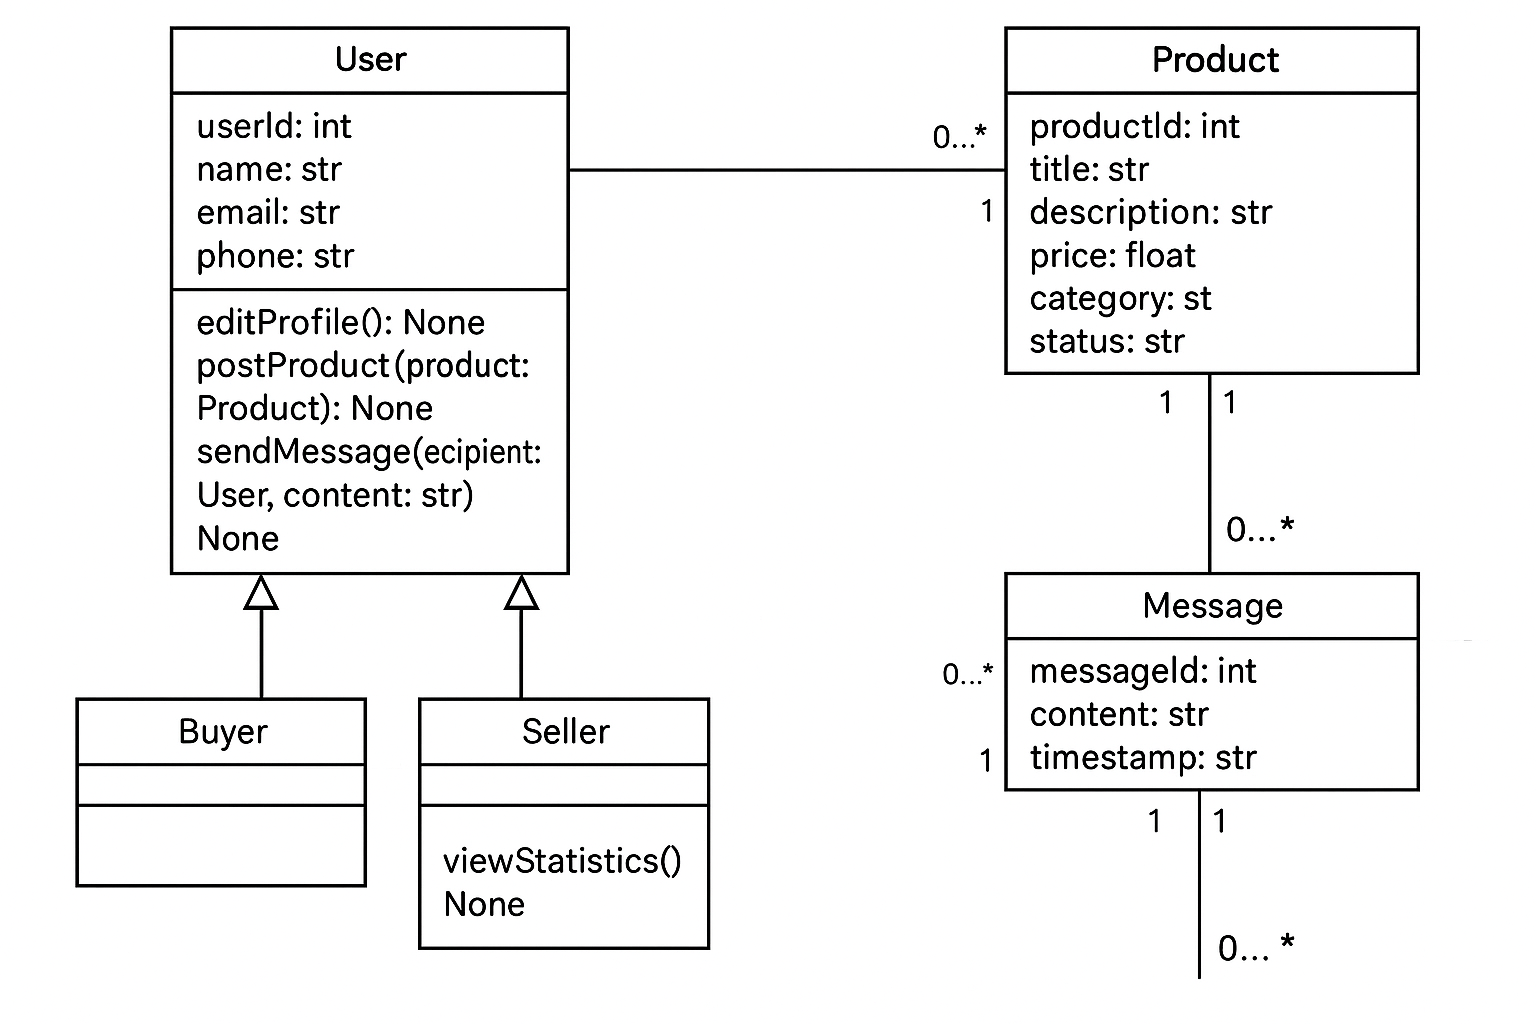 User
userId: int
name: str
email: str
phone: str
editProfile(): None
postProduct(product:
Product): None
sendMessage(ecipient:
User, content: str)
None
Buyer
Seller
viewStatistics()
None
0...*
1
Product
productId: int
title: str
description: str
price: float
category: st
status: str
1 1
0...*
Message
0...*
messageId: int
content: str
1
timestamp: str
1 1
0... *